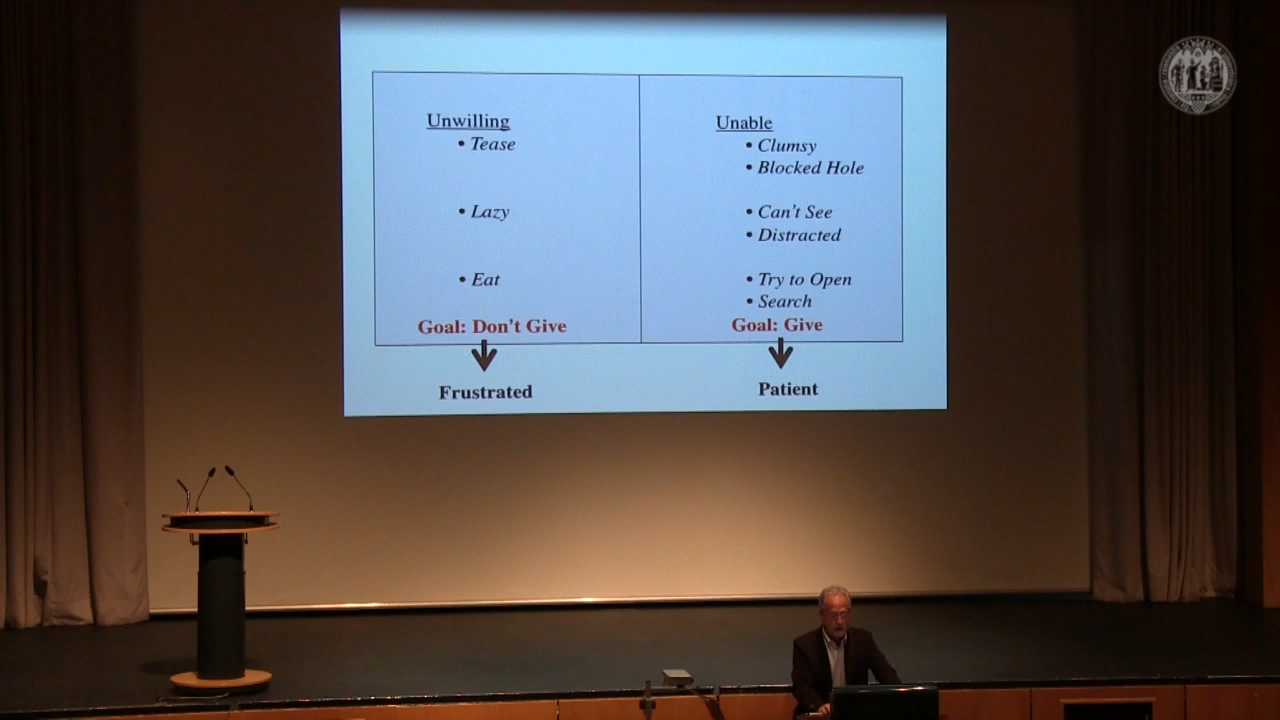 Unwilling
• Tease
• Lazy
• Eat
Goal: Don't Give
Frustrated
Unable
• Clumsy
• Blocked Hole
• Can't See
• Distracted
• Try to Open
• Search
Goal: Give
Patient